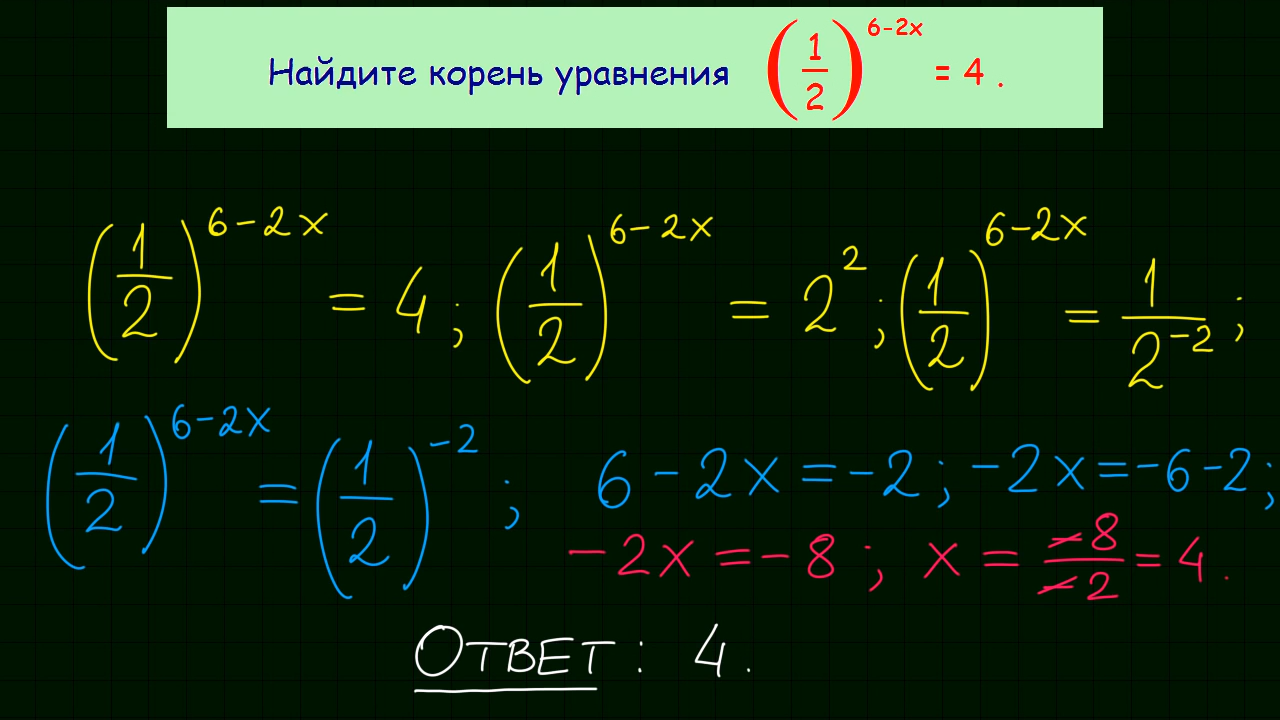 Найдите корень уравнения (1/2)^(6-2x) = 4 .
(1/2)^(6-2x) = 4 ; (1/2)^(6-2x) = 2^2 ; (1/2)^(6-2x) = 1/2^(-2) ;
(1/2)^(6-2x) = (1/2)^(-2) ; 6-2x=-2 ; -2x=-6-2 ;
-2x=-8 ; x = -8/-2 = 4 .
ОТВЕТ : 4 .